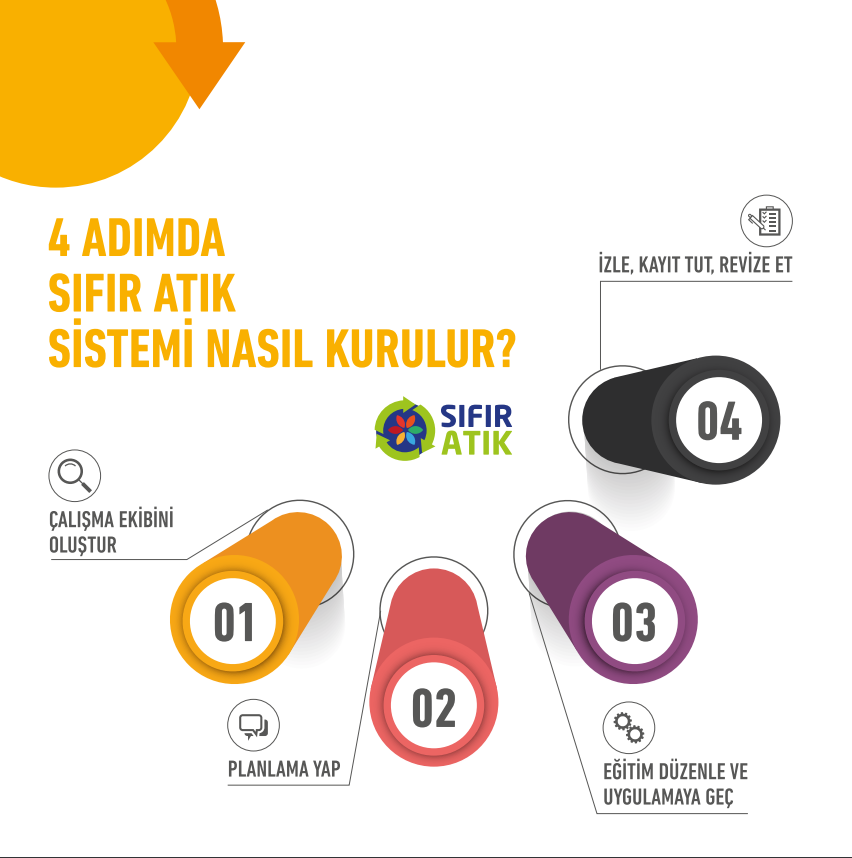 4 ADIMDA
SIFIR ATIK
SİSTEMİ NASIL KURULUR?
SIFIR
ATIK
ÇALIŞMA EKİBİNİ
OLUŞTUR
01
PLANLAMA YAP
02
03
EĞİTİM DÜZENLE VE
UYGULAMAYA GEÇ
İZLE, KAYIT TUT, REVİZE ET
04